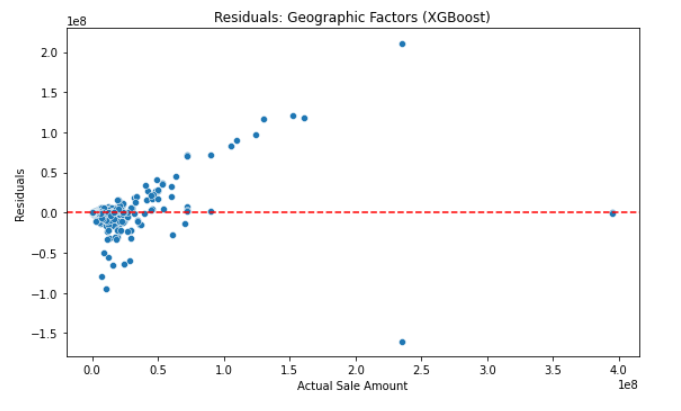 Residuals: Geographic Factors (XGBoost)
1e8
2.0
1.5
1.0
0.5
0.0
−0.5
−1.0
−1.5
Residuals
0.0 0.5 1.0 1.5 2.0 2.5 3.0 3.5 4.0
1e8
Actual Sale Amount